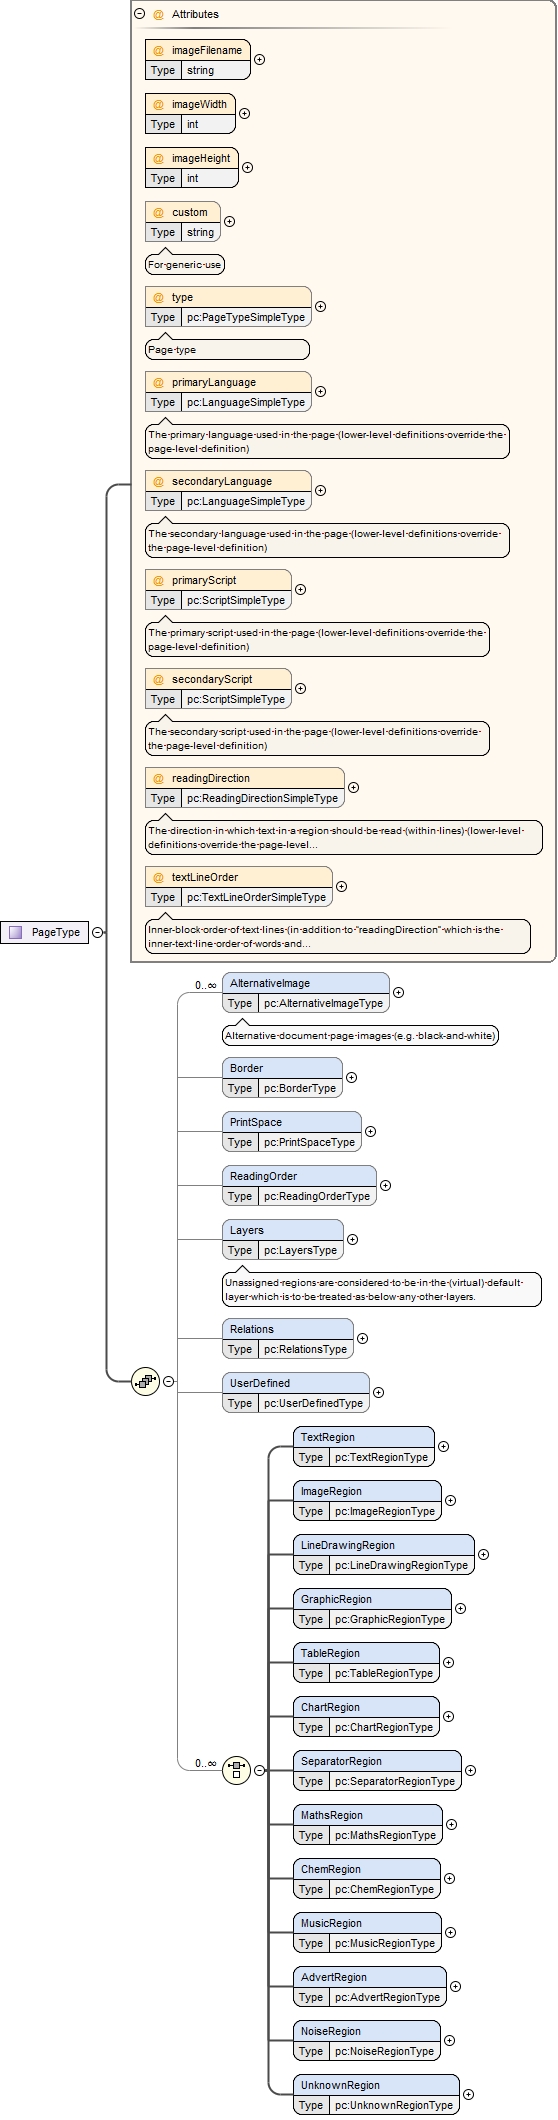 @ Attributes
@ imageFilename
Type string
@ imageWidth
Type int
@ imageHeight
Type int
@ custom
Type string
For·generic·use
@ type
Type pc:PageTypeSimpleType
Page·type
@ primaryLanguage
Type pc:LanguageSimpleType
The·primary·language·used·in·the·page·(lower-level·definitions·override·the·
page-level·definition)
@ secondaryLanguage
Type pc:LanguageSimpleType
The·secondary·language·used·in·the·page·(lower-level·definitions·override·
the·page-level·definition)
@ primaryScript
Type pc:ScriptSimpleType
The·primary·script·used·in·the·page·(lower-level·definitions·override·the·
page-level·definition)
@ secondaryScript
Type pc:ScriptSimpleType
The·secondary·script·used·in·the·page·(lower-level·definitions·override·
the·page-level·definition)
@ readingDirection
Type pc:ReadingDirectionSimpleType
The·direction·in·which·text·in·a·region·should·be·read·(within·lines)·(lower-level·
definitions·override·the·page-level...
@ textLineOrder
Type pc:TextLineOrderSimpleType
Inner-block·order·of·text·lines·(in·addition·to·"readingDirection"·which·is·the·
inner·text·line·order·of·words·and...
PageType
0..∞
AlternativeImage
Type pc:AlternativeImageType
Alternative·document·page·images·(e.g.·black-and-white)
Border
Type pc:BorderType
PrintSpace
Type pc:PrintSpaceType
ReadingOrder
Type pc:ReadingOrderType
Layers
Type pc:LayersType
Unassigned·regions·are·considered·to·be·in·the·(virtual)·default·
layer·which·is·to·be·treated·as·below·any·other·layers.
Relations
Type pc:RelationsType
UserDefined
Type pc:UserDefinedType
TextRegion
Type pc:TextRegionType
ImageRegion
Type pc:ImageRegionType
LineDrawingRegion
Type pc:LineDrawingRegionType
GraphicRegion
Type pc:GraphicRegionType
TableRegion
Type pc:TableRegionType
ChartRegion
Type pc:ChartRegionType
0..∞
SeparatorRegion
Type pc:SeparatorRegionType
MathsRegion
Type pc:MathsRegionType
ChemRegion
Type pc:ChemRegionType
MusicRegion
Type pc:MusicRegionType
AdvertRegion
Type pc:AdvertRegionType
NoiseRegion
Type pc:NoiseRegionType
UnknownRegion
Type pc:UnknownRegionType